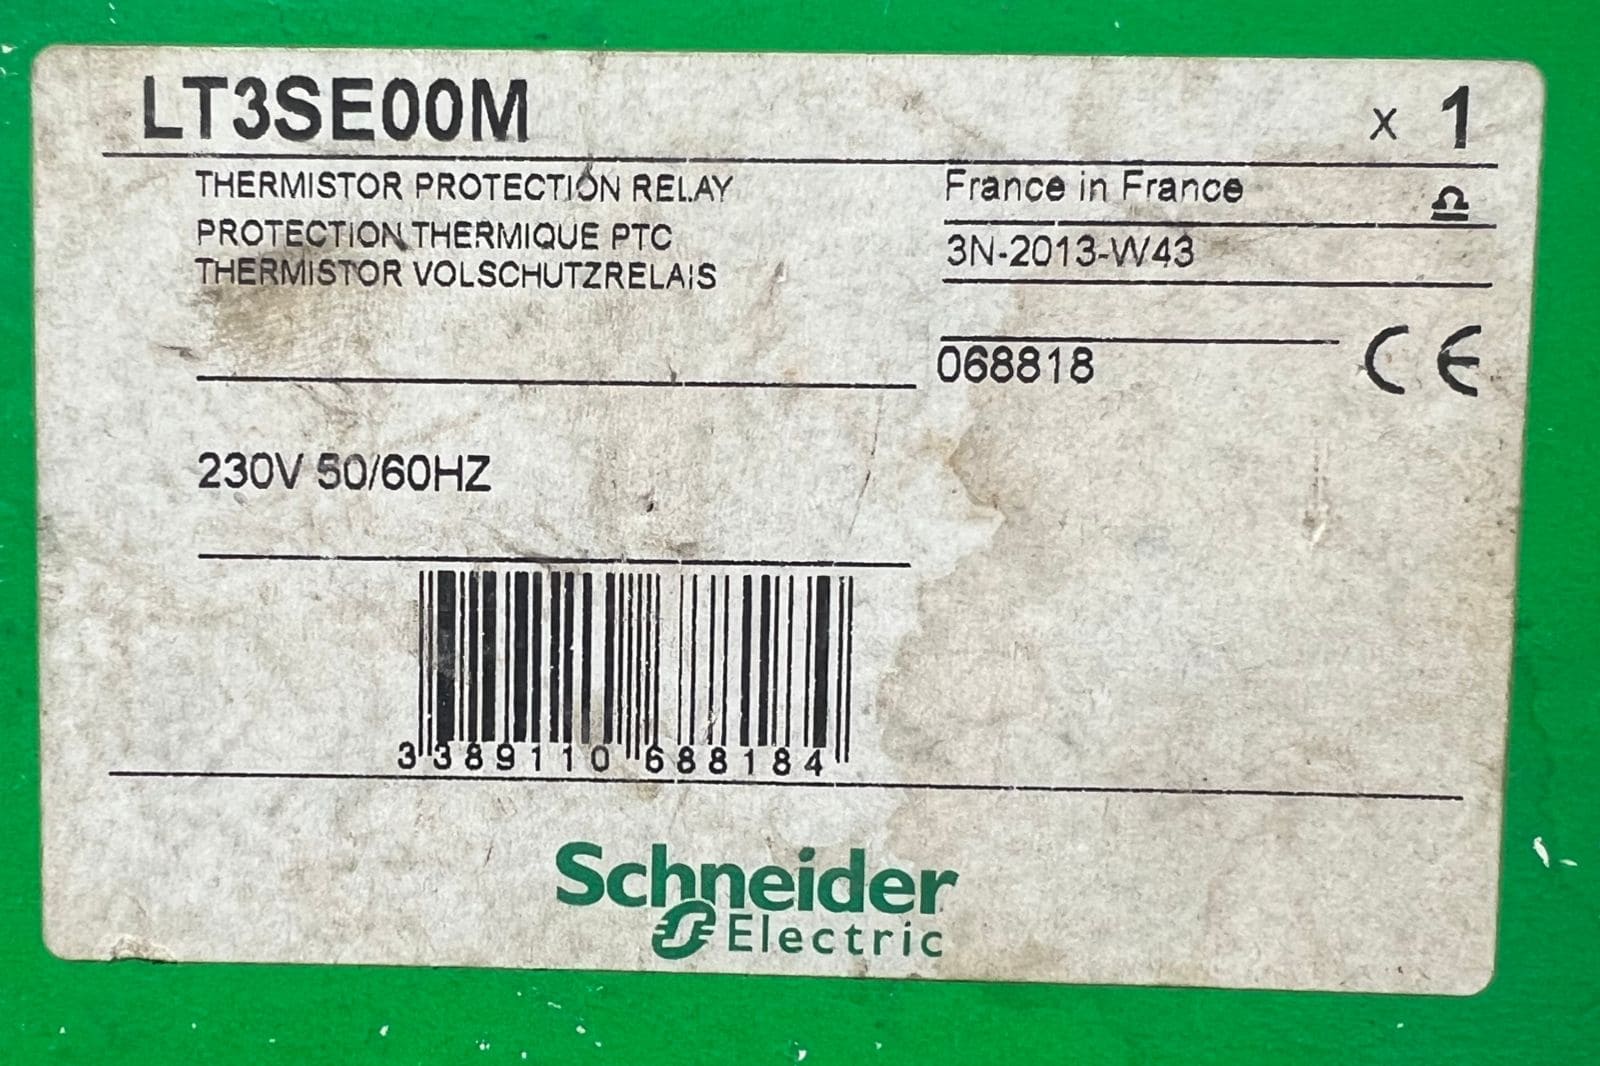 LT3SE00M
x 1
THERMISTOR PROTECTION RELAY
PROTECTION THERMIQUE PTC
THERMISTOR VOLSCHUTZRELAIS
France in France
3N-2013-W43
068818
CE
230V 50/60HZ
3 389110 688184
Schneider
Electric